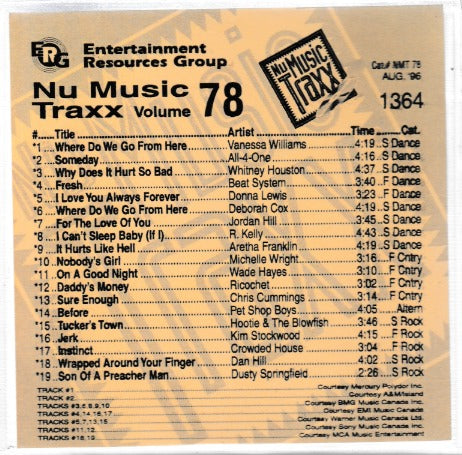 ERG Entertainment
Resources Group
Nu Music Traxx
Cat.# NMT 78
AUG. '96
Nu Music
Traxx Volume 78
1364
#.....Title Artist Time Cat.
*1 ...Where Do We Go From Here Vanessa Williams 4:19 ..S Dance
*2 ...Someday All-4-One 4:16 ..S Dance
*3 ...Why Does It Hurt So Bad Whitney Houston 4:37 ..S Dance
*4 ...Fresh Beat System 3:40 ..F Dance
*5 ...I Love You Always Forever Donna Lewis 3:23 ..F Dance
*6 ...Where Do We Go From Here Deborah Cox 4:19 ..S Dance
*7 ...For The Love Of You Jordan Hill 3:45 ..S Dance
*8 ...I Can't Sleep Baby (If I) R. Kelly 4:43 ..S Dance
*9 ...It Hurts Like Hell Aretha Franklin 4:19 ..S Dance
*10 ..Nobody's Girl Michelle Wright 3:16 ....F Cntry
*11 ..On A Good Night Wade Hayes 3:10 ....F Cntry
*12 ..Daddy's Money Ricochet 3:02 ....F Cntry
*13 ..Sure Enough Chris Cummings 3:14 ....F Cntry
*14 ..Before Pet Shop Boys 4:05 ......Altern
*15 ..Tucker's Town Hootie & The Blowfish 3:46 ....S Rock
*16 ..Jerk Kim Stockwood 4:15 ....F Rock
*17 ..Instinct Crowded House 3:04 ....F Rock
*18 ..Wrapped Around Your Finger Dan Hill 4:02 ....S Rock
*19 ..Son Of A Preacher Man Dusty Springfield 2:26 ....S Rock
TRACK #1 Courtesy Mercury Polydor Inc.
TRACK #2 Courtesy A&M/Island
TRACKS #3,6,8,9,10 Courtesy BMG Music Canada Inc.
TRACKS #4,14,16,17 Courtesy EMI Music Canada Inc.
TRACKS #5,7,13,15 Courtesy Warner Music Canada Ltd.
TRACKS #11,12 Courtesy Sony Music Canada Inc.
TRACKS #18,19 Courtesy MCA Music Entertainment